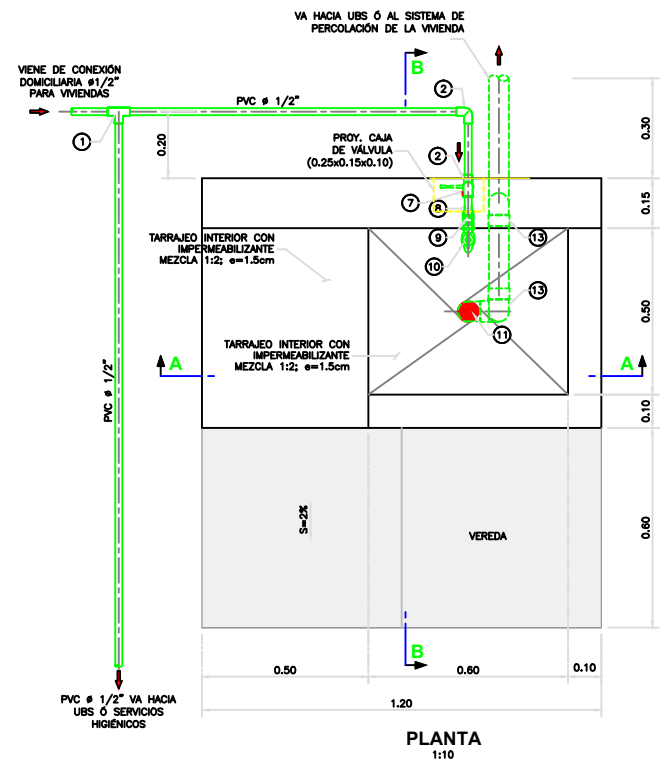 VA HACIA UBS Ó AL SISTEMA DE
PERCOLACIÓN DE LA VIVIENDA
B
VIENE DE CONEXIÓN
DOMICILIARIA ø1/2"
PARA VIVIENDAS
PVC ø 1/2"
2
1
0.20
0.30
PROY. CAJA
DE VÁLVULA
(0.25x0.15x0.10)
2
7
8
9
10
13
0.15
TARRAJEO INTERIOR CON
IMPERMEABILIZANTE
MEZCLA 1:2; e=1.5cm
13
11
0.50
TARRAJEO INTERIOR CON
IMPERMEABILIZANTE
MEZCLA 1:2; e=1.5cm
A
A
PVC ø 1/2"
0.10
S=2%
VEREDA
0.60
B
0.50
0.60
0.10
1.20
PVC ø 1/2" VA HACIA
UBS Ó SERVICIOS
HIGIÉNICOS
PLANTA
1:10